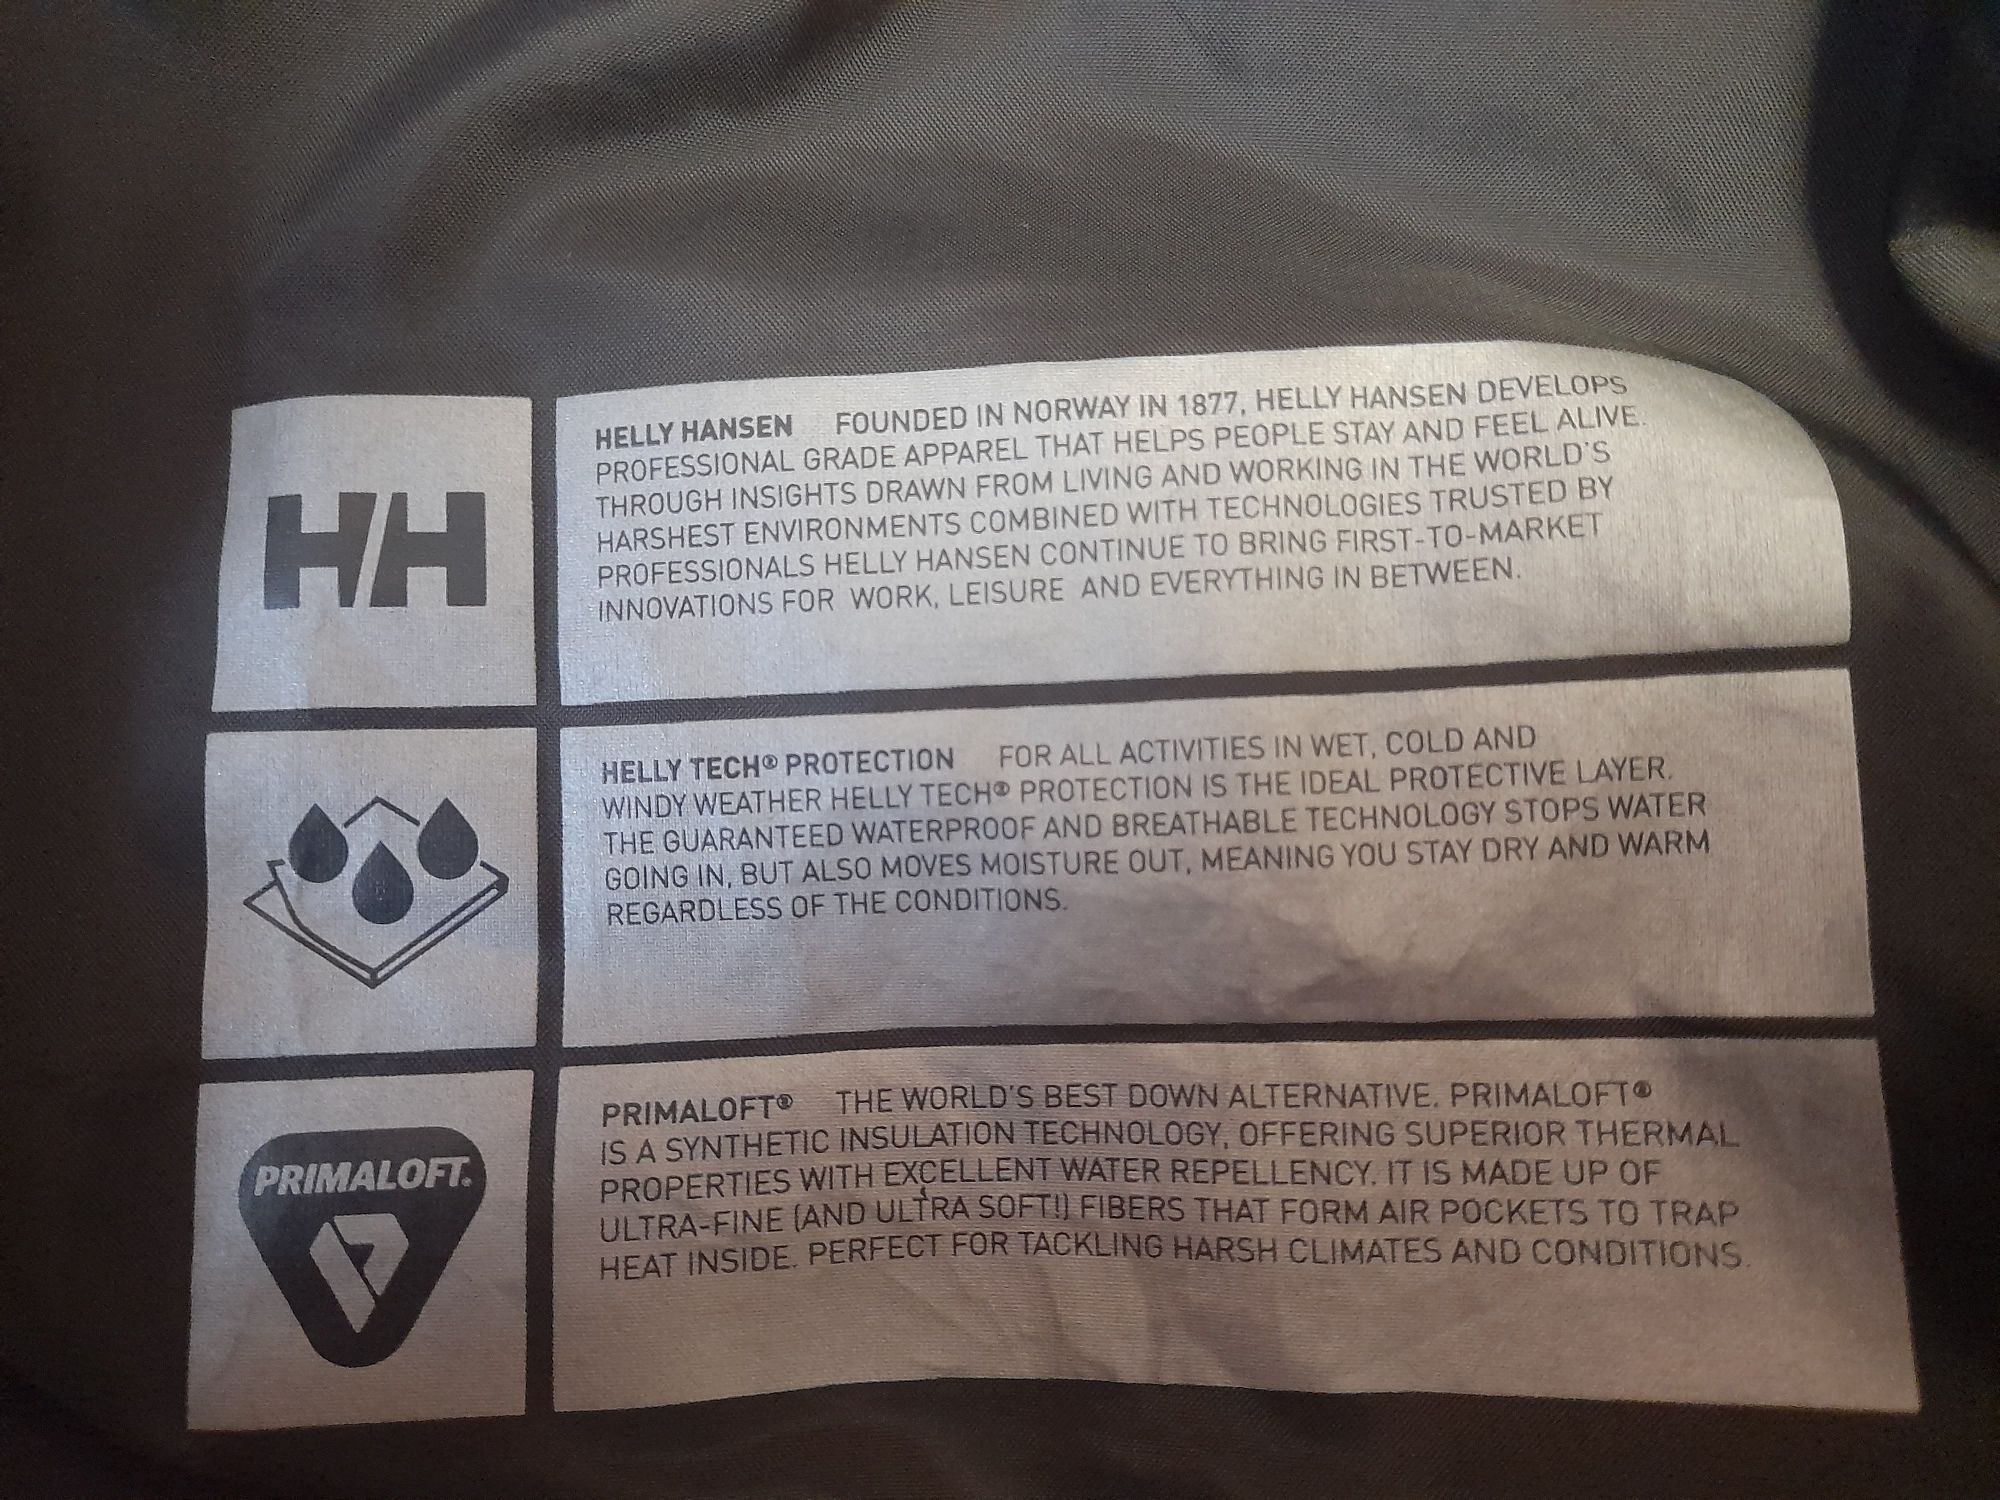 H/H
HELLY HANSEN FOUNDED IN NORWAY IN 1877, HELLY HANSEN DEVELOPS
PROFESSIONAL GRADE APPAREL THAT HELPS PEOPLE STAY AND FEEL ALIVE.
THROUGH INSIGHTS DRAWN FROM LIVING AND WORKING IN THE WORLD'S
HARSHEST ENVIRONMENTS COMBINED WITH TECHNOLOGIES TRUSTED BY
PROFESSIONALS HELLY HANSEN CONTINUE TO BRING FIRST-TO-MARKET
INNOVATIONS FOR WORK, LEISURE AND EVERYTHING IN BETWEEN.
HELLY TECH® PROTECTION FOR ALL ACTIVITIES IN WET, COLD AND
WINDY WEATHER HELLY TECH® PROTECTION IS THE IDEAL PROTECTIVE LAYER.
THE GUARANTEED WATERPROOF AND BREATHABLE TECHNOLOGY STOPS WATER
GOING IN, BUT ALSO MOVES MOISTURE OUT, MEANING YOU STAY DRY AND WARM
REGARDLESS OF THE CONDITIONS.
PRIMALOFT.
PRIMALOFT® THE WORLD'S BEST DOWN ALTERNATIVE. PRIMALOFT®
IS A SYNTHETIC INSULATION TECHNOLOGY, OFFERING SUPERIOR THERMAL
PROPERTIES WITH EXCELLENT WATER REPELLENCY. IT IS MADE UP OF
ULTRA-FINE (AND ULTRA SOFT!) FIBERS THAT FORM AIR POCKETS TO TRAP
HEAT INSIDE. PERFECT FOR TACKLING HARSH CLIMATES AND CONDITIONS.